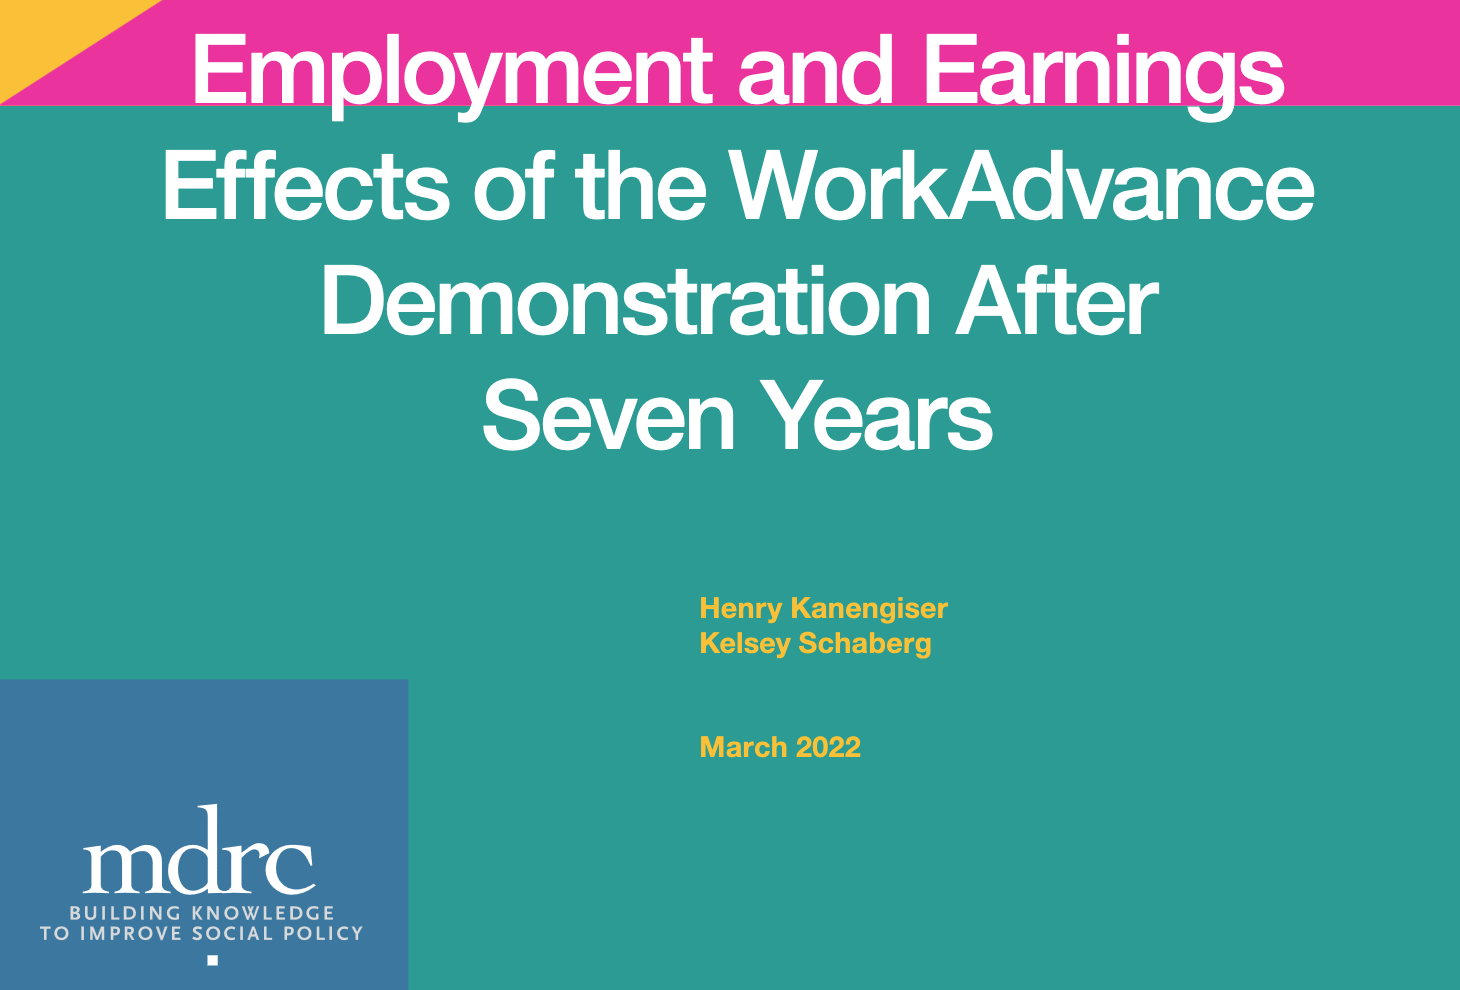 Employment and Earnings
Effects of the WorkAdvance
Demonstration After
Seven Years
Henry Kanengiser
Kelsey Schaberg
March 2022
mdrc
BUILDING KNOWLEDGE
TO IMPROVE SOCIAL POLICY